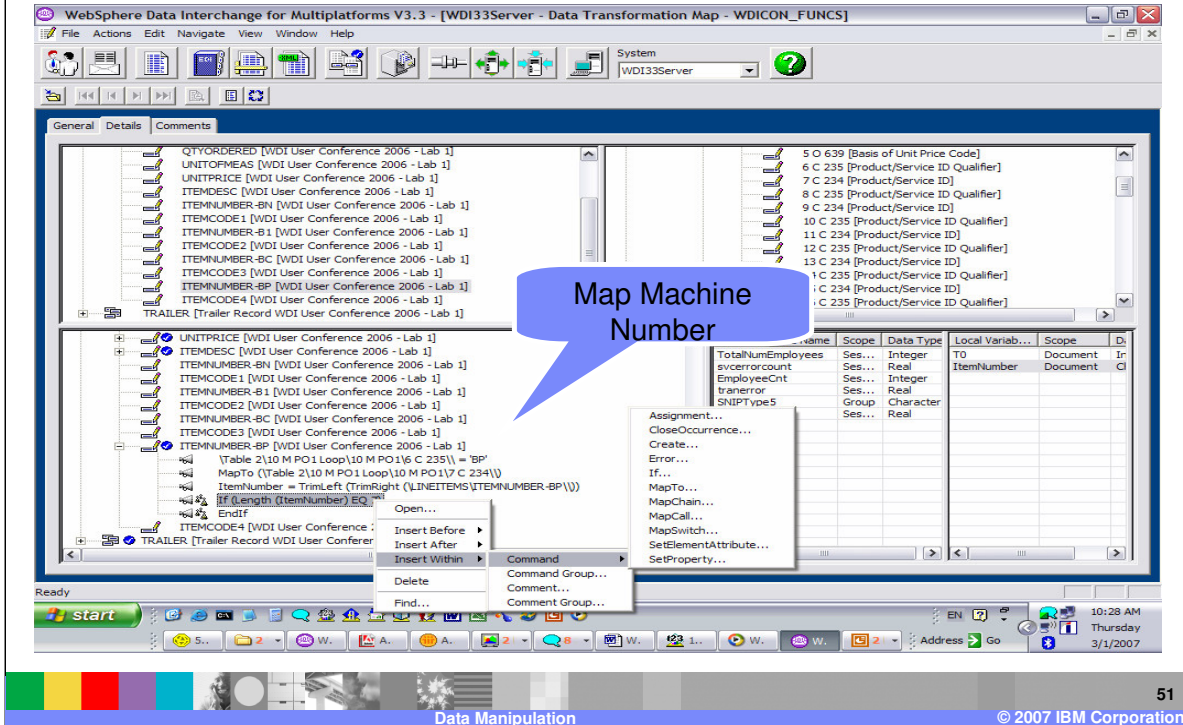 WebSphere Data Interchange for Multiplatforms V3.3 - [WDI33Server - Data Transformation Map - WDICON_FUNCS]
File Actions Edit Navigate View Window Help
System
WDI33Server
General Details Comments
QTYORDERED [WDI User Conference 2006 - Lab 1]
UNITOFMEAS [WDI User Conference 2006 - Lab 1]
UNITPRICE [WDI User Conference 2006 - Lab 1]
ITEMDESC [WDI User Conference 2006 - Lab 1]
ITEMNUMBER-BN [WDI User Conference 2006 - Lab 1]
ITEMCODE1 [WDI User Conference 2006 - Lab 1]
ITEMNUMBER-B1 [WDI User Conference 2006 - Lab 1]
ITEMCODE2 [WDI User Conference 2006 - Lab 1]
ITEMNUMBER-BC [WDI User Conference 2006 - Lab 1]
ITEMCODE3 [WDI User Conference 2006 - Lab 1]
ITEMNUMBER-BP [WDI User Conference 2006 - Lab 1]
ITEMCODE4 [WDI User Conference 2006 - Lab 1]
TRAILER [Trailer Record WDI User Conference 2006 - Lab 1]
5 O 639 [Basis of Unit Price Code]
6 C 235 [Product/Service ID Qualifier]
7 C 234 [Product/Service ID]
8 C 235 [Product/Service ID Qualifier]
9 C 234 [Product/Service ID]
10 C 235 [Product/Service ID Qualifier]
11 C 234 [Product/Service ID]
12 C 235 [Product/Service ID Qualifier]
13 C 234 [Product/Service ID]
C 235 [Product/Service ID Qualifier]
C 234 [Product/Service ID]
C 235 [Product/Service ID Qualifier]
Map Machine
Number
UNITPRICE [WDI User Conference 2006 - Lab 1]
ITEMDESC [WDI User Conference 2006 - Lab 1]
ITEMNUMBER-BN [WDI User Conference 2006 - Lab 1]
ITEMCODE1 [WDI User Conference 2006 - Lab 1]
ITEMNUMBER-B1 [WDI User Conference 2006 - Lab 1]
ITEMCODE2 [WDI User Conference 2006 - Lab 1]
ITEMNUMBER-BC [WDI User Conference 2006 - Lab 1]
ITEMCODE3 [WDI User Conference 2006 - Lab 1]
ITEMNUMBER-BP [WDI User Conference 2006 - Lab 1]
\Table 2\10 M PO1 Loop\10 M PO1\6 C 235\\ = 'BP'
MapTo (\Table 2\10 M PO1 Loop\10 M PO1\7 C 234\\)
ItemNumber = TrimLeft (TrimRight (\LINEITEMS\ITEMNUMBER-BP\\))
If (Length (ItemNumber) EQ
EndIf
ITEMCODE4 [WDI User Conference
TRAILER [Trailer Record WDI User Conferer
Name Scope Data Type
TotalNumEmployees Ses... Integer
svcerrorcount Ses... Real
EmployeeCnt Ses... Integer
tranerror Ses... Real
SNIPType5 Group Character
Ses... Real
Local Variab... Scope D
T0 Document In
ItemNumber Document Cl
Open...
Insert Before
Insert After
Insert Within
Delete
Find...
Command
Command Group...
Comment...
Comment Group...
Assignment...
CloseOccurrence...
Create...
Error...
If...
MapTo...
MapChain...
MapCall...
MapSwitch...
SetElementAttribute...
SetProperty...
Ready
start
EN
10:28 AM
Thursday
3/1/2007
5.. 2 W. A. A. 2 8 W. 1.. W. W. 2 Address Go
51
Data Manipulation
© 2007 IBM Corporation